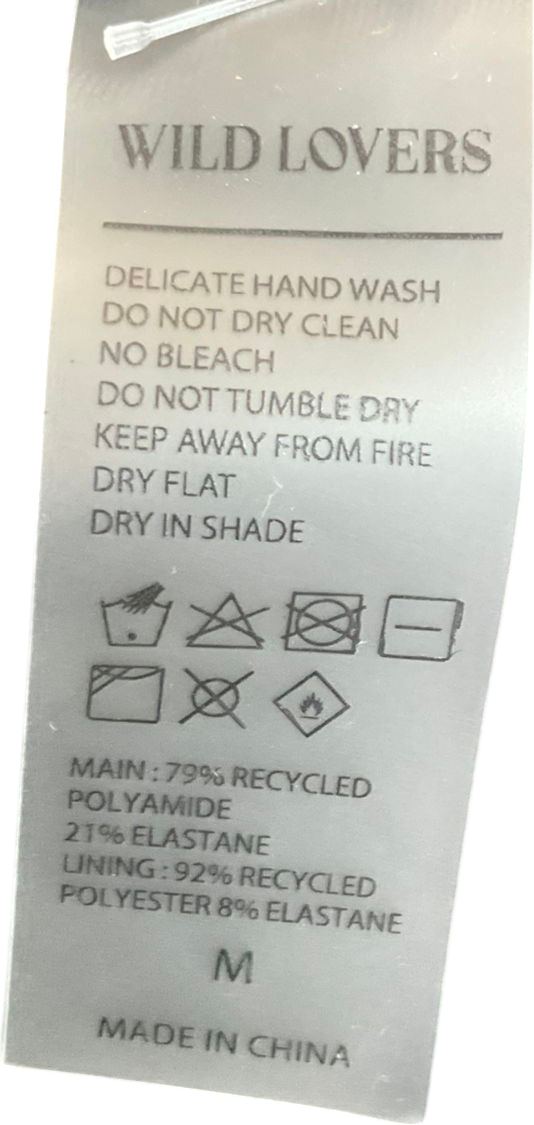 WILD LOVERS
DELICATE HAND WASH
DO NOT DRY CLEAN
NO BLEACH
DO NOT TUMBLE DRY
KEEP AWAY FROM FIRE
DRY FLAT
DRY IN SHADE
MAIN : 79% RECYCLED
POLYAMIDE
21% ELASTANE
LINING : 92% RECYCLED
POLYESTER 8% ELASTANE
M
MADE IN CHINA